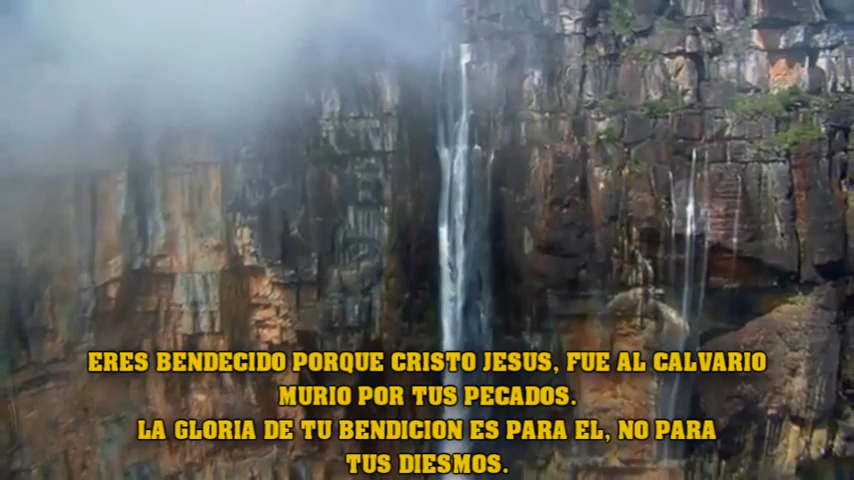 ERES BENDECIDO PORQUE CRISTO JESUS, FUE AL CALVARIO
MURIO POR TUS PECADOS.
LA GLORIA DE TU BENDICION ES PARA EL, NO PARA
TUS DIESMOS.